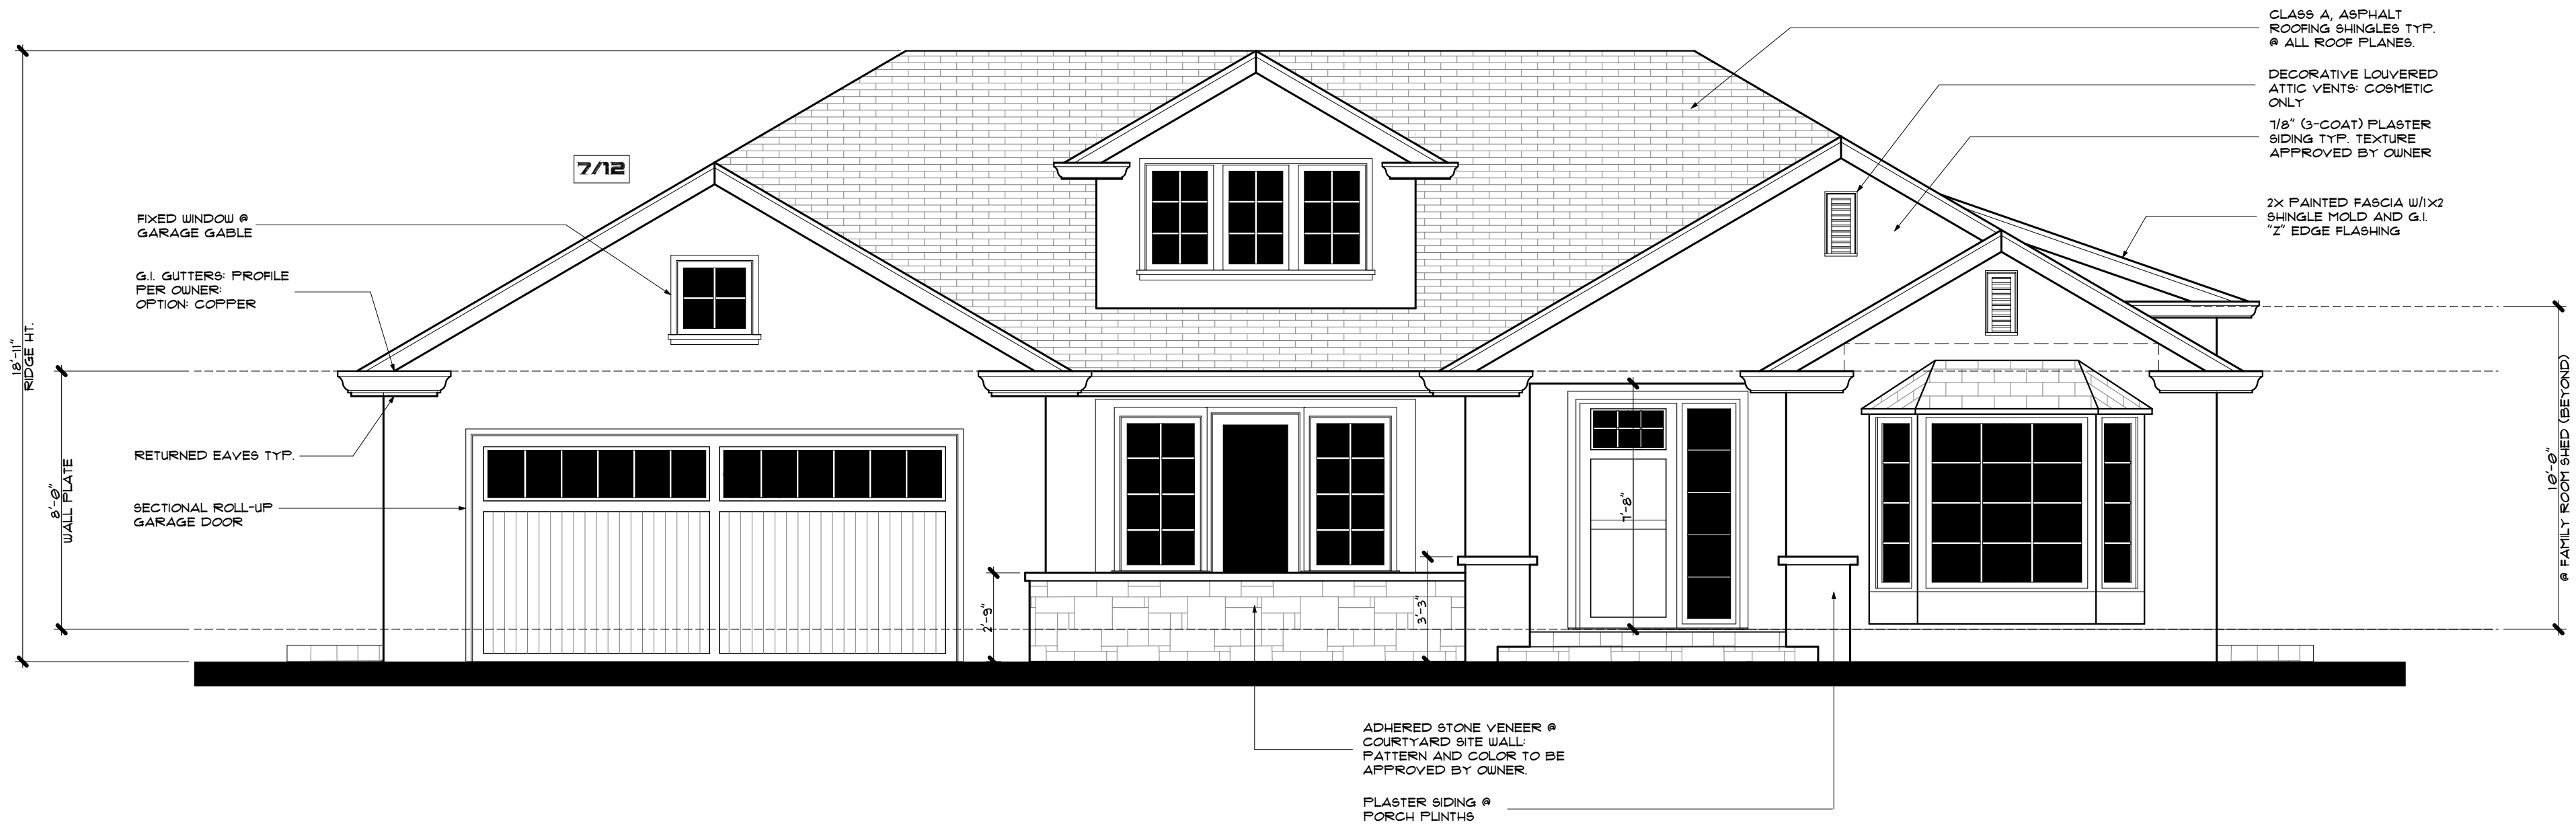 CLASS A, ASPHALT
ROOFING SHINGLES TYP.
@ ALL ROOF PLANES.
DECORATIVE LOUVERED
ATTIC VENTS: COSMETIC
ONLY
7/8" (3-COAT) PLASTER
SIDING TYP. TEXTURE
APPROVED BY OWNER
2X PAINTED FASCIA W/1X2
SHINGLE MOLD AND G.I.
"Z" EDGE FLASHING
7/12
FIXED WINDOW @
GARAGE GABLE
G.I. GUTTERS: PROFILE
PER OWNER:
OPTION: COPPER
18'-11"
RIDGE HT.
8'-0"
WALL PLATE
RETURNED EAVES TYP.
SECTIONAL ROLL-UP
GARAGE DOOR
2'-9"
3'-3"
7'-8"
10'-0"
@ FAMILY ROOM SHED (BEYOND)
ADHERED STONE VENEER @
COURTYARD SITE WALL:
PATTERN AND COLOR TO BE
APPROVED BY OWNER.
PLASTER SIDING @
PORCH PLINTHS